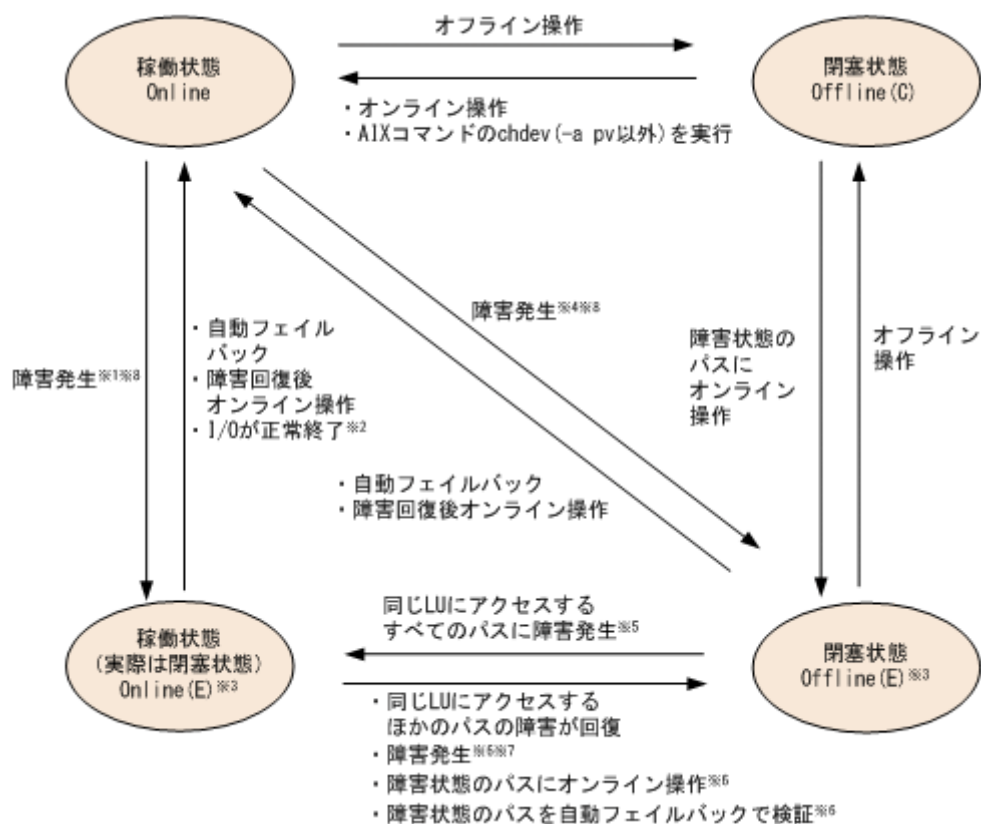 オフライン操作
稼働状態
Online
閉塞状態
Offline(C)
・オンライン操作
・AIXコマンドのchdev(-a pv以外)を実行
障害発生※1※8
・自動フェイル
バック
・障害回復後
オンライン操作
・I/Oが正常終了※2
障害発生※4※8
・自動フェイルバック
・障害回復後オンライン操作
障害状態の
パスに
オンライン
操作
オフライン
操作
同じLUにアクセスする
すべてのパスに障害発生※5
稼働状態
(実際は閉塞状態)
Online(E)※3
閉塞状態
Offline(E)※3
・同じLUにアクセスする
ほかのパスの障害が回復
・障害発生※6※7
・障害状態のパスにオンライン操作※6
・障害状態のパスを自動フェイルバックで検証※6